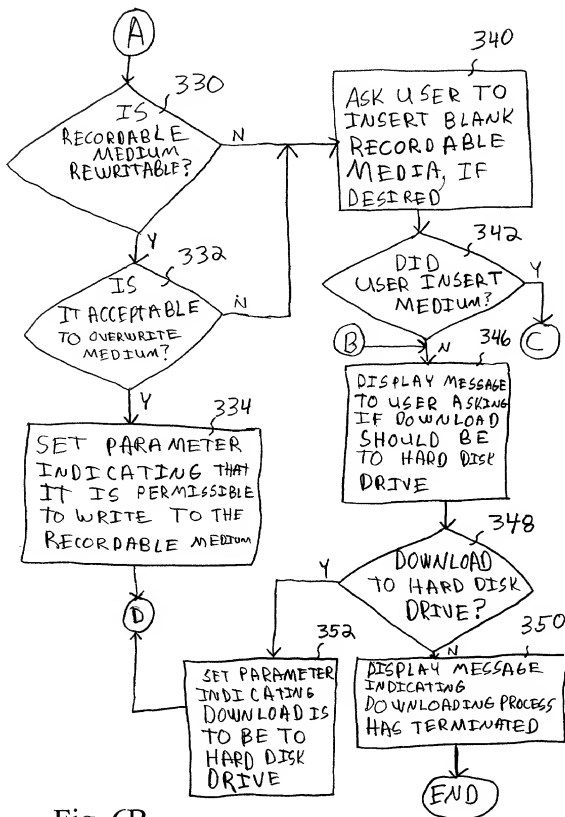 A
330
IS
RECORDABLE
MEDIUM
REWRITABLE?
N
Y
332
IS
IT ACCEPTABLE
TO OVERWRITE
MEDIUM?
N
Y
334
SET PARAMETER
INDICATING THAT
IT IS PERMISSIBLE
TO WRITE TO THE
RECORDABLE MEDIUM
D
340
ASK USER TO
INSERT BLANK
RECORDABLE
MEDIA, IF
DESIRED
342
DID
USER INSERT
MEDIUM?
Y
C
B
N
346
DISPLAY MESSAGE
TO USER ASKING
IF DOWNLOAD
SHOULD BE
TO HARD DISK
DRIVE
348
DOWNLOAD
TO HARD DISK
DRIVE?
Y
N
352
SET PARAMETER
INDICATING
DOWNLOAD IS
TO BE TO
HARD DISK
DRIVE
350
DISPLAY MESSAGE
INDICATING
DOWNLOADING PROCESS
HAS TERMINATED
END
Fig. 6B